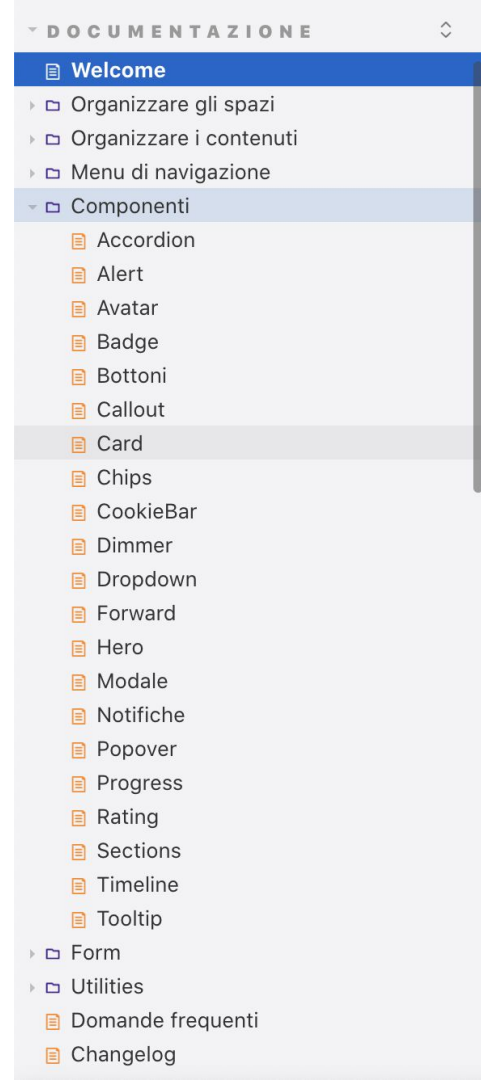 DOCUMENTAZIONE
Welcome
Organizzare gli spazi
Organizzare i contenuti
Menu di navigazione
Componenti
Accordion
Alert
Avatar
Badge
Bottoni
Callout
Card
Chips
CookieBar
Dimmer
Dropdown
Forward
Hero
Modale
Notifiche
Popover
Progress
Rating
Sections
Timeline
Tooltip
Form
Utilities
Domande frequenti
Changelog